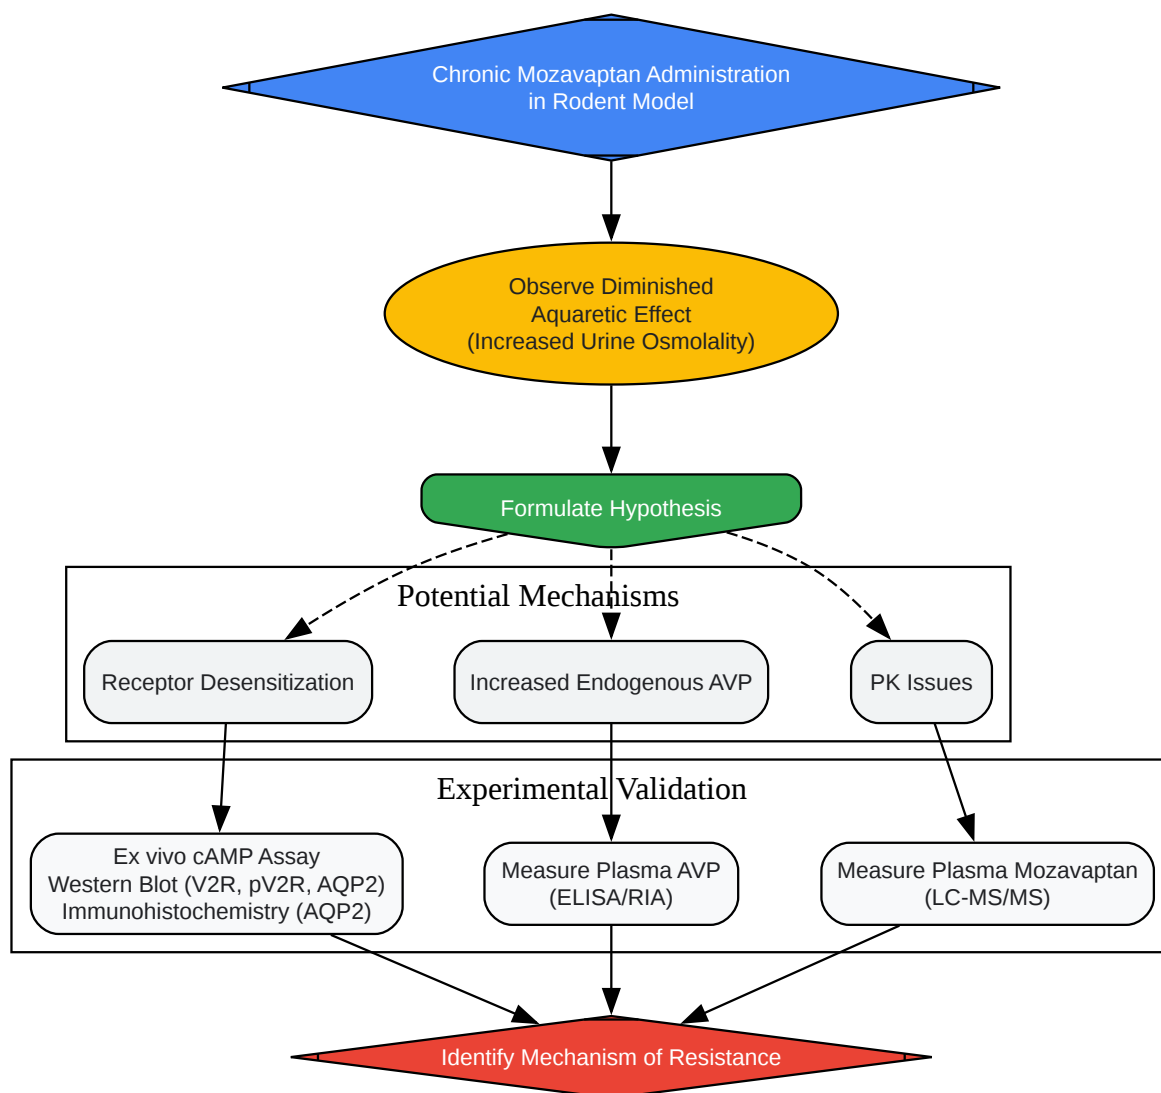 Chronic Mozavaptan Administration
in Rodent Model
Observe Diminished
Aquaretic Effect
(Increased Urine Osmolality)
Formulate Hypothesis
Potential Mechanisms
Receptor Desensitization
Increased Endogenous AVP
PK Issues
Experimental Validation
Ex vivo cAMP Assay
Western Blot (V2R, pV2R, AQP2)
Immunohistochemistry (AQP2)
Measure Plasma AVP
(ELISA/RIA)
Measure Plasma Mozavaptan
(LC-MS/MS)
Identify Mechanism of Resistance